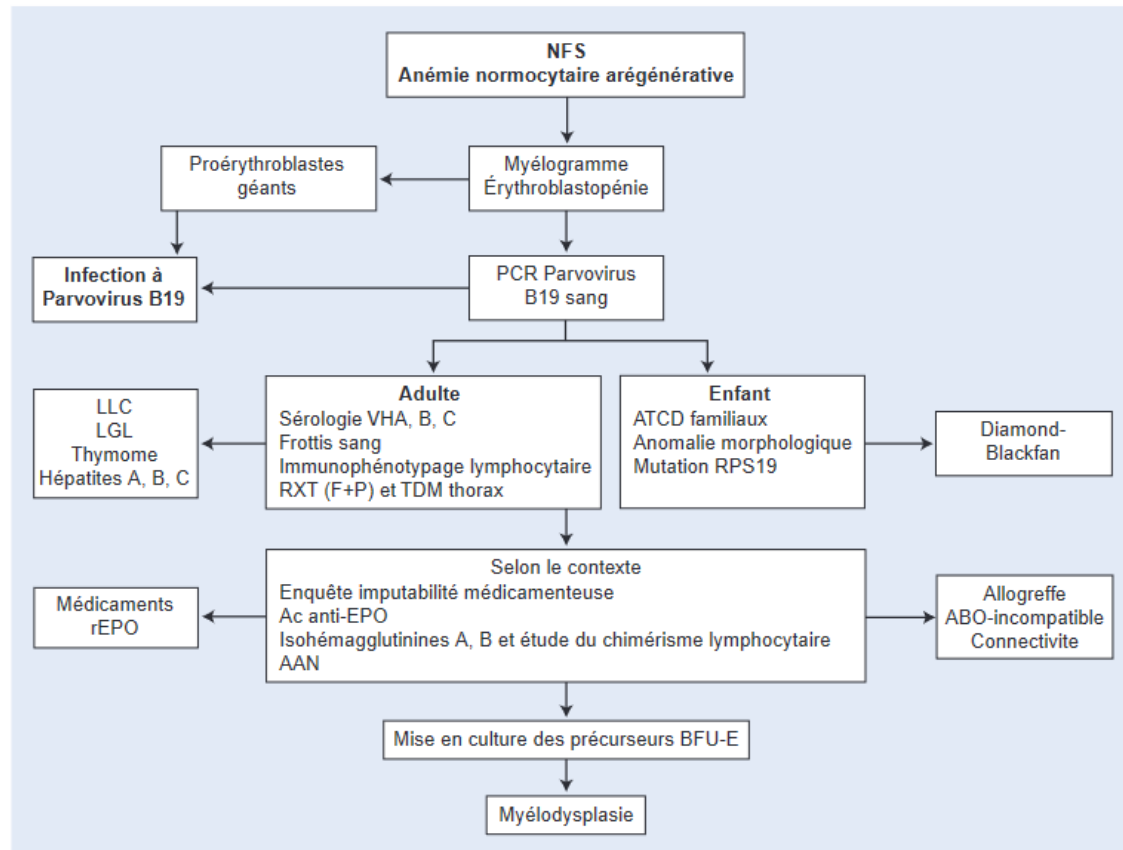 NFS
Anémie normocytaire arégénérative
Proérythroblastes
géants
Myélogramme
Érythroblastopénie
Infection à
Parvovirus B19
PCR Parvovirus
B19 sang
LLC
LGL
Thymome
Hépatites A, B, C
Adulte
Sérologie VHA, B, C
Frottis sang
Immunophénotypage lymphocytaire
RXT (F+P) et TDM thorax
Enfant
ATCD familiaux
Anomalie morphologique
Mutation RPS19
Diamond-
Blackfan
Médicaments
rEPO
Selon le contexte
Enquête imputabilité médicamenteuse
Ac anti-EPO
Isohémagglutinines A, B et étude du chimérisme lymphocytaire
AAN
Allogreffe
ABO-incompatible
Connectivite
Mise en culture des précurseurs BFU-E
Myélodysplasie